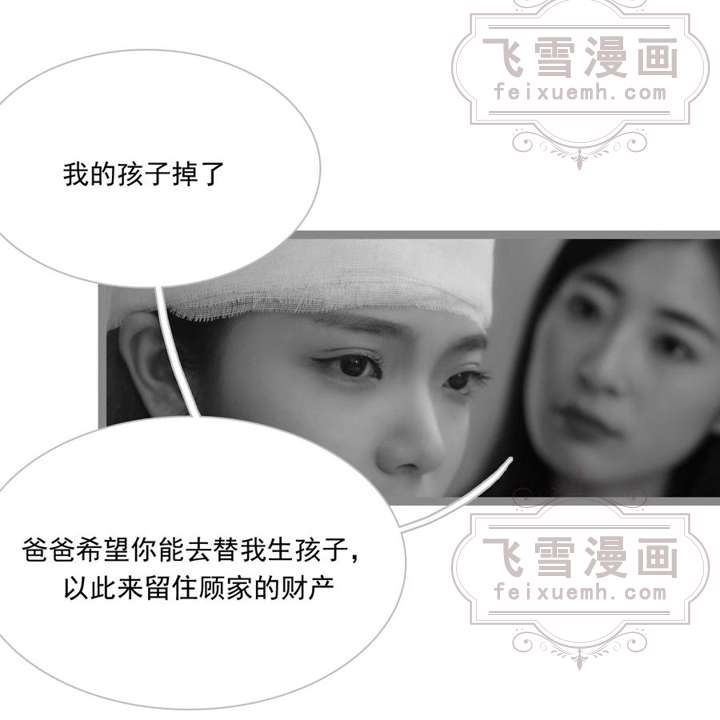 飞雪漫画
feixuemh.com
我的孩子掉了
爸爸希望你能去替我生孩子，
以此来留住顾家的财产
飞雪漫画
feixuemh.com